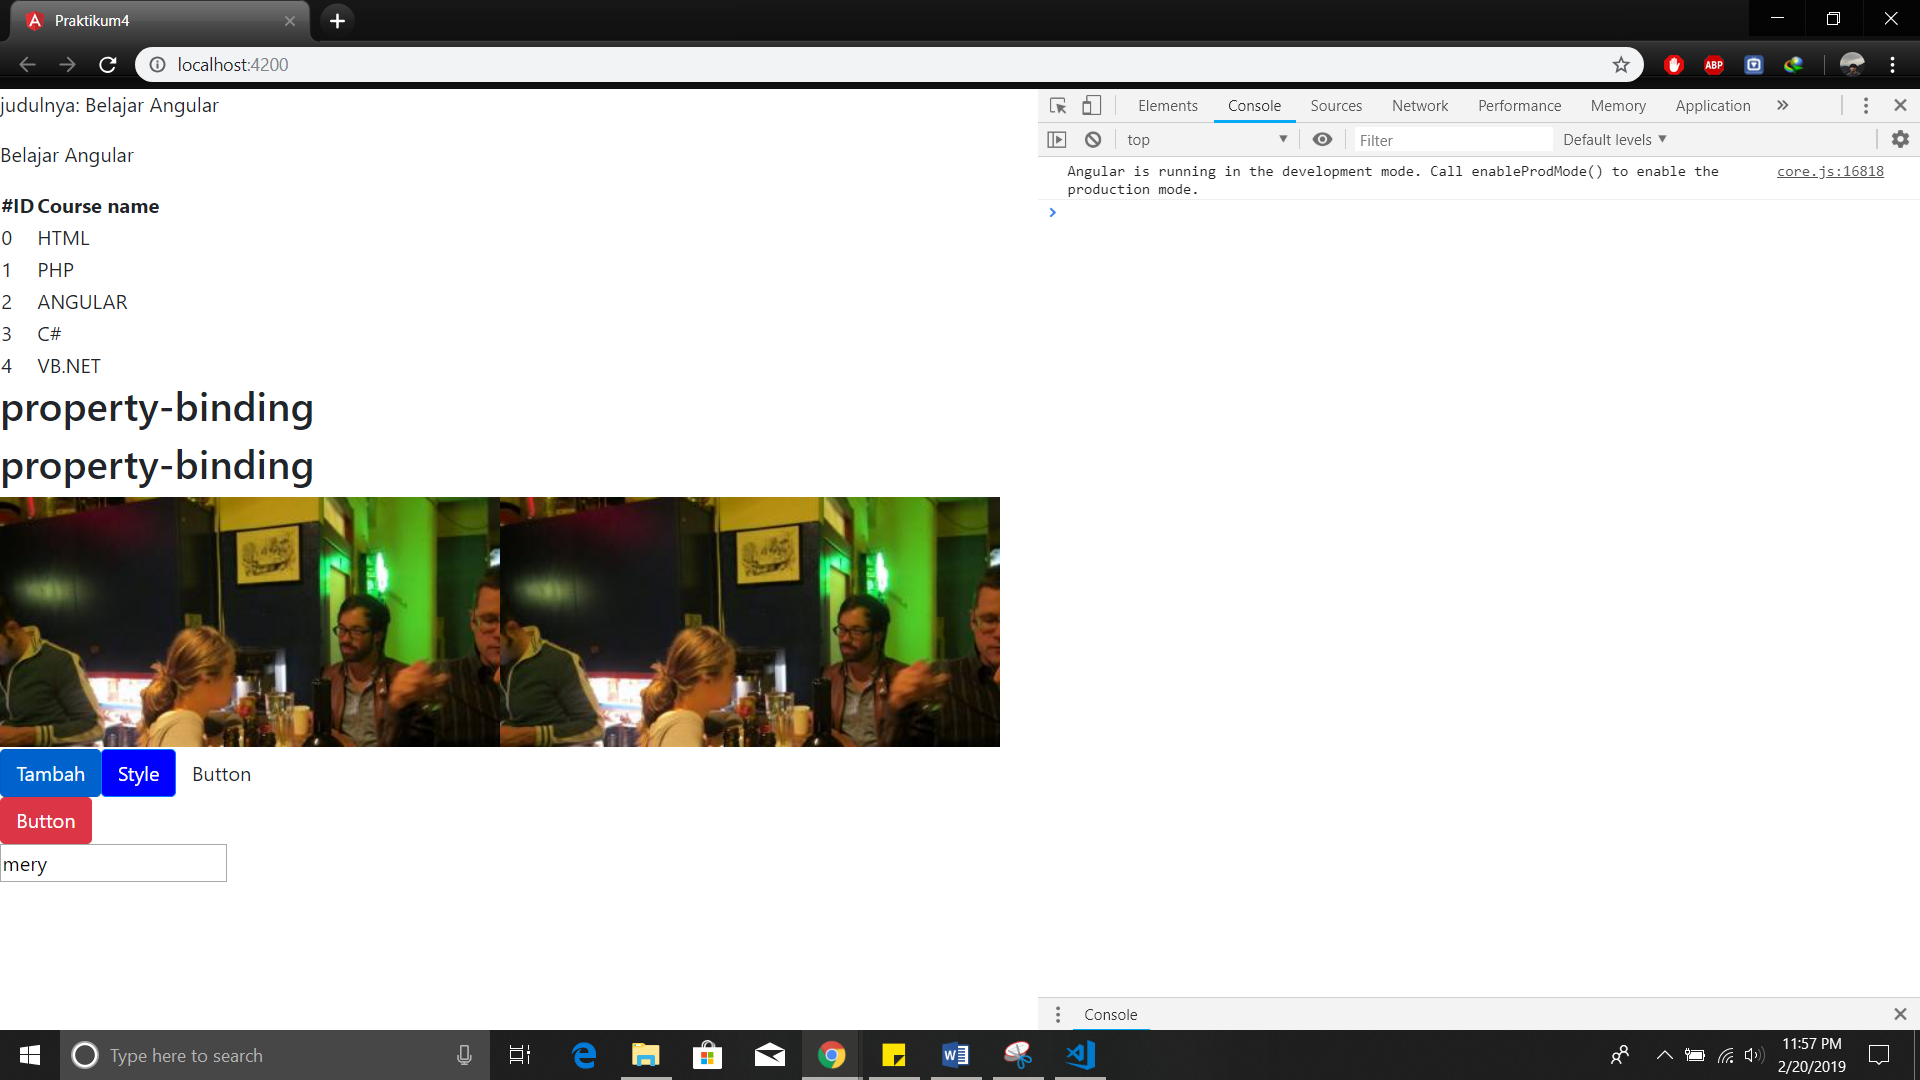 Praktikum4
localhost:4200
ABP
judulnya: Belajar Angular
Belajar Angular
#ID Course name
0 HTML
1 PHP
2 ANGULAR
3 C#
4 VB.NET
property-binding
property-binding
Tambah Style Button
Button
mery
Elements Console Sources Network Performance Memory Application »
top Filter Default levels
Angular is running in the development mode. Call enableProdMode() to enable the core.js:16818
production mode.
Console
Type here to search
11:57 PM
2/20/2019